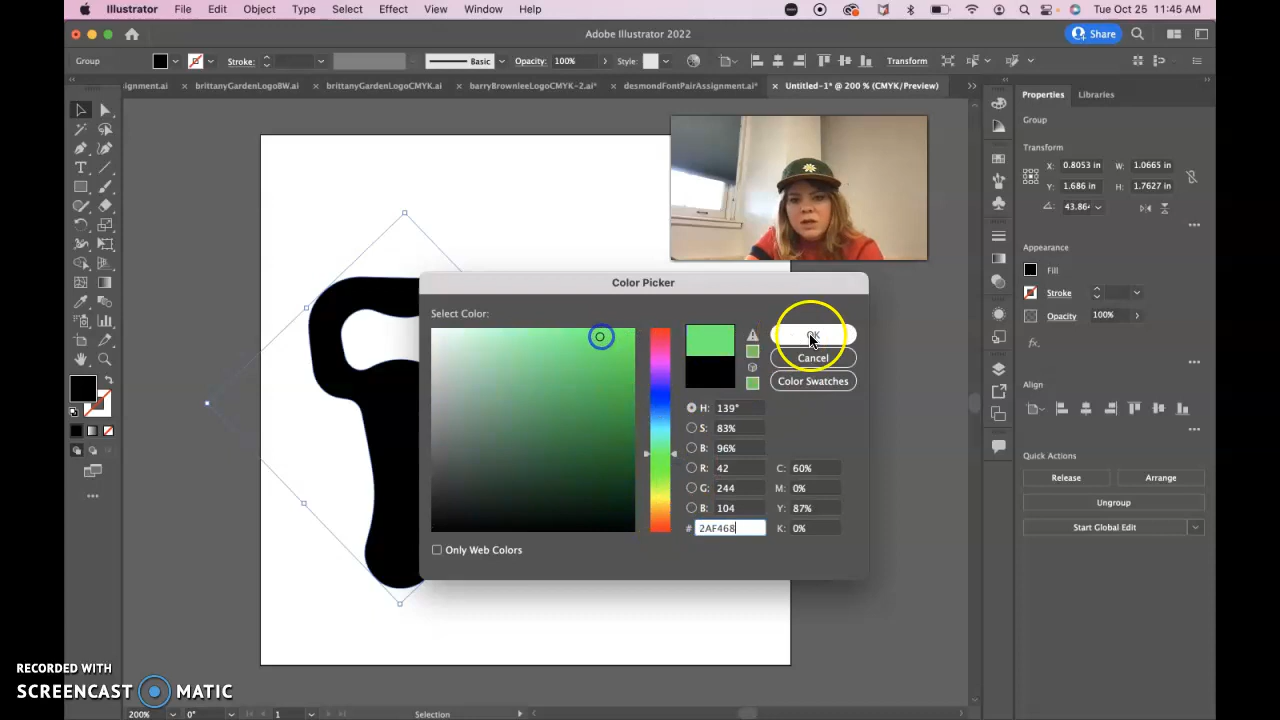 Illustrator File Edit Object Type Select Effect View Window Help Tue Oct 25 11:45 AM
Adobe Illustrator 2022 Share
Group Stroke: Basic Opacity: 100% Style: Transform
ignment.ai × brittanyGardenLogoBW.ai × brittanyGardenLogoCMYK.ai × barryBrownleeLogoCMYK-2.ai* × desmondFontPairAssignment.ai* × Untitled-1* @ 200 % (CMYK/Preview)
Properties Libraries
Group
Transform
X: 0.8053 in W: 1.0665 in
Y: 1.686 in H: 1.7627 in
43.86
Appearance
Fill
Stroke
Opacity 100%
fx.
Align
Quick Actions
Release Arrange
Ungroup
Start Global Edit
Color Picker
Select Color:
OK
Cancel
Color Swatches
H: 139°
S: 83%
B: 96%
R: 42 C: 60%
G: 244 M: 0%
B: 104 Y: 87%
# 2AF468 K: 0%
Only Web Colors
RECORDED WITH
SCREENCAST MATIC
200% 0° 1 Selection